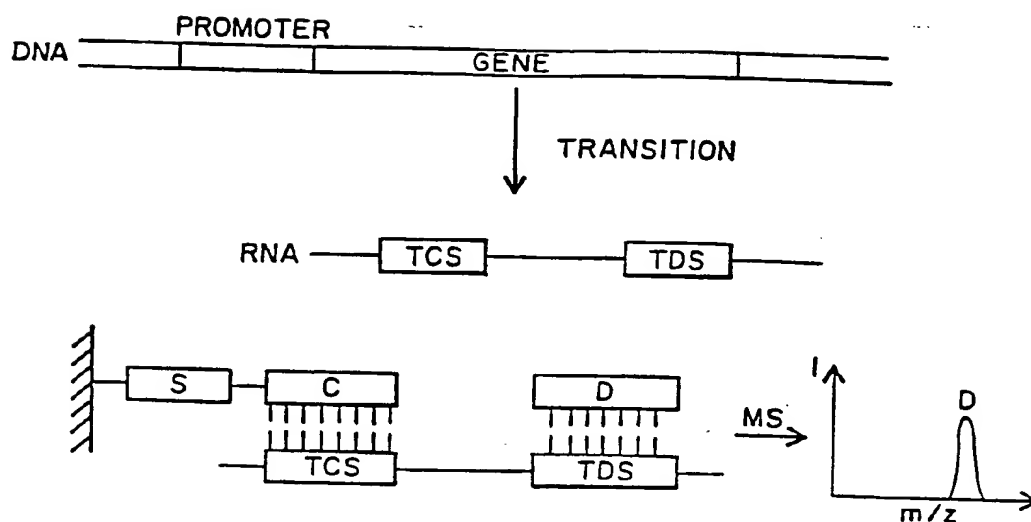 PROMOTER
DNA
GENE
TRANSITION
RNA TCS TDS
S C D
TCS TDS
MS
I
D
m/z